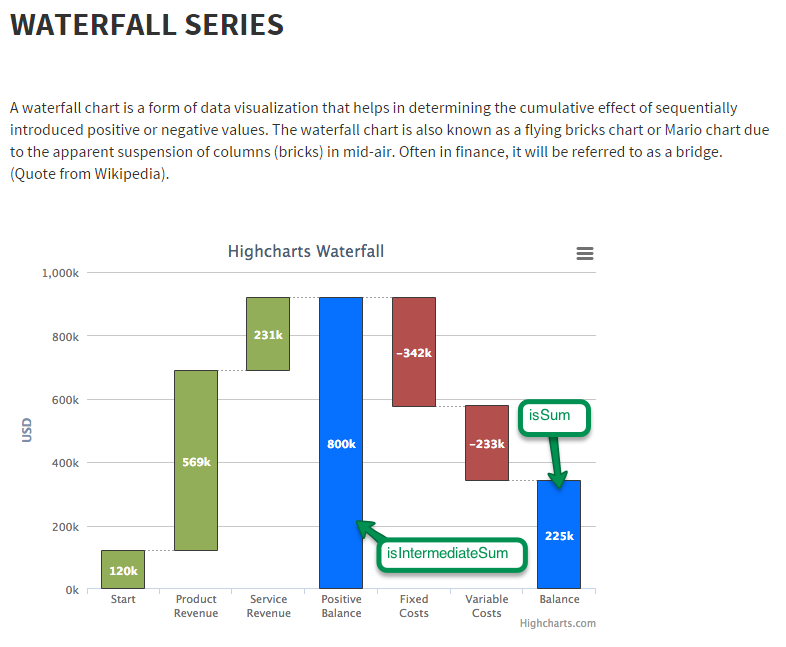 WATERFALL SERIES
A waterfall chart is a form of data visualization that helps in determining the cumulative effect of sequentially
introduced positive or negative values. The waterfall chart is also known as a flying bricks chart or Mario chart due
to the apparent suspension of columns (bricks) in mid-air. Often in finance, it will be referred to as a bridge.
(Quote from Wikipedia).
Highcharts Waterfall
USD
1,000k
800k
600k
400k
200k
0k
120k
569k
231k
800k
−342k
−233k
225k
isSum
isIntermediateSum
Start
Product
Revenue
Service
Revenue
Positive
Balance
Fixed
Costs
Variable
Costs
Balance
Highcharts.com